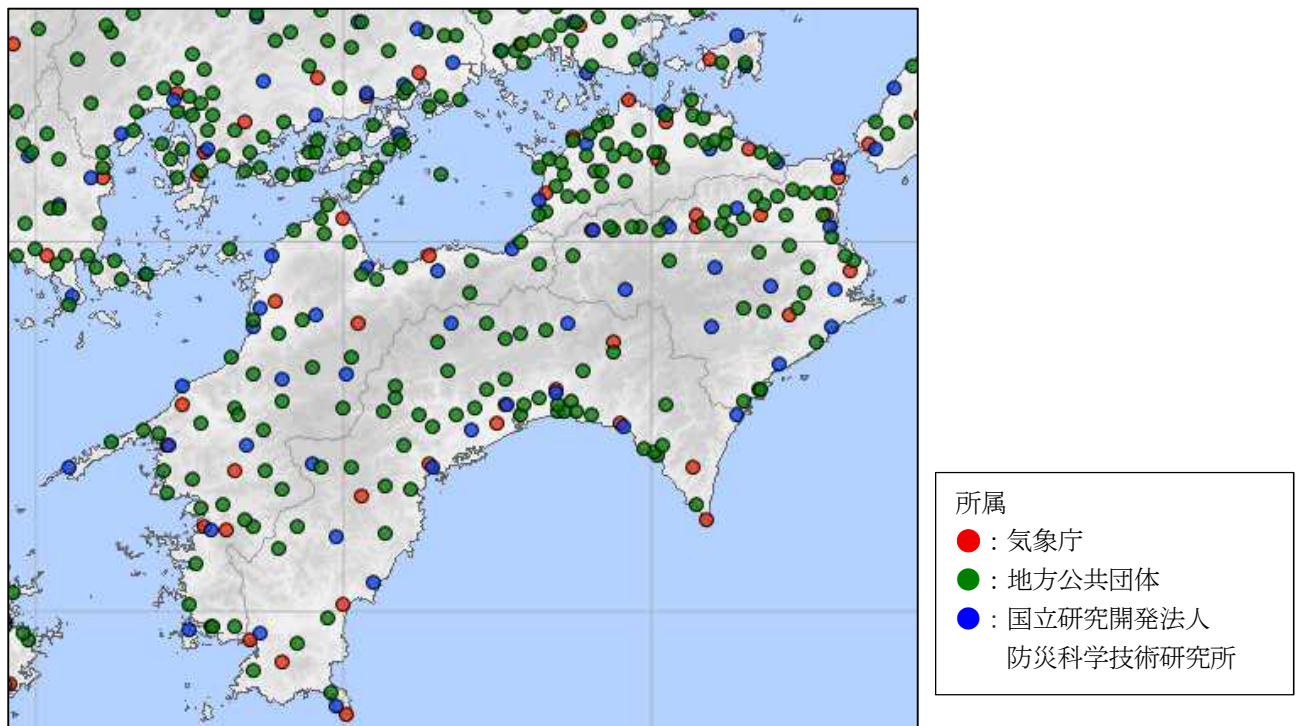 所属
：気象庁
：地方公共団体
：国立研究開発法人
防災科学技術研究所